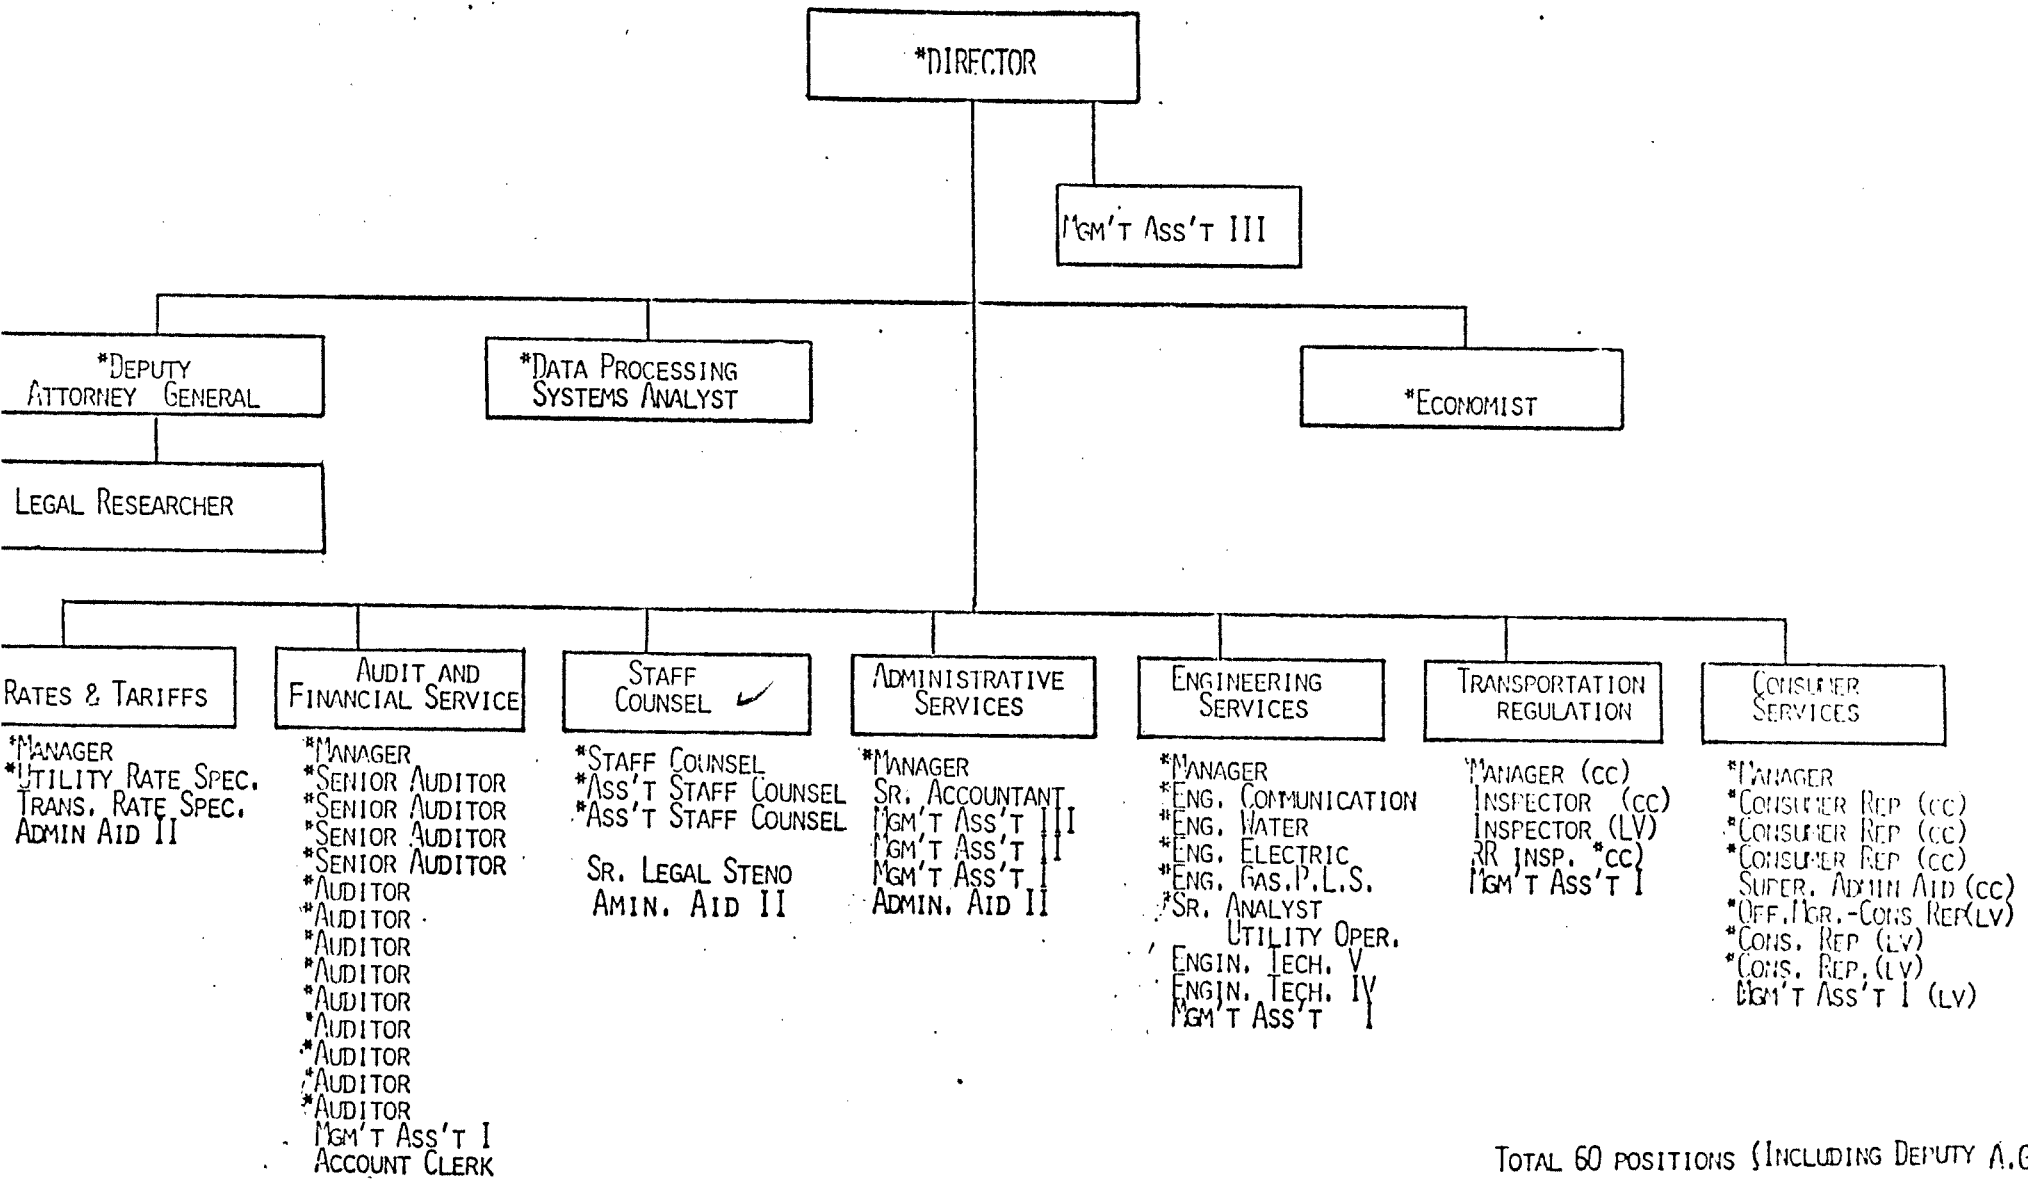 *DIRECTOR
MGM'T ASS'T III
*DEPUTY
ATTORNEY GENERAL
*DATA PROCESSING
SYSTEMS ANALYST
*ECONOMIST
LEGAL RESEARCHER
RATES & TARIFFS
*MANAGER
*UTILITY RATE SPEC.
TRANS. RATE SPEC.
ADMIN AID II
AUDIT AND
FINANCIAL SERVICE
*MANAGER
*SENIOR AUDITOR
*SENIOR AUDITOR
*SENIOR AUDITOR
*SENIOR AUDITOR
*AUDITOR
*AUDITOR
*AUDITOR
*AUDITOR
*AUDITOR
*AUDITOR
*AUDITOR
*AUDITOR
*AUDITOR
MGM'T ASS'T I
ACCOUNT CLERK
STAFF
COUNSEL ✓
*STAFF COUNSEL
*ASS'T STAFF COUNSEL
*ASS'T STAFF COUNSEL
SR. LEGAL STENO
AMIN. AID II
ADMINISTRATIVE
SERVICES
*MANAGER
SR. ACCOUNTANT
MGM'T ASS'T III
MGM'T ASS'T II
MGM'T ASS'T I
ADMIN. AID II
ENGINEERING
SERVICES
*MANAGER
*ENG. COMMUNICATION
*ENG. WATER
*ENG. ELECTRIC
*ENG. GAS.P.L.S.
*SR. ANALYST
UTILITY OPER.
ENGIN. TECH. V
ENGIN. TECH. IV
MGM'T ASS'T I
TRANSPORTATION
REGULATION
*MANAGER (CC)
INSPECTOR (CC)
INSPECTOR (LV)
RR INSP. *CC)
MGM'T ASS'T I
CONSUMER
SERVICES
*MANAGER
*CONSUMER REP (CC)
*CONSUMER REP (CC)
*CONSUMER REP (CC)
SUPER. ADMIN AID (CC)
*OFF.MGR.-CONS REP(LV)
*CONS. REP (LV)
*CONS. REP.(LV)
MGM'T ASS'T I (LV)
TOTAL 60 POSITIONS (INCLUDING DEPUTY A.G